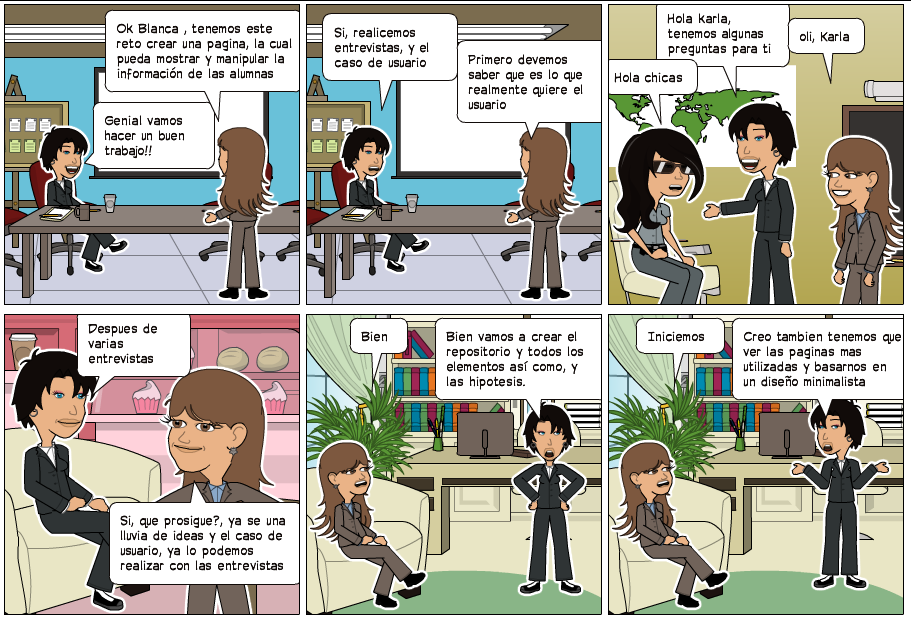 Ok Blanca , tenemos este
reto crear una pagina, la cual
pueda mostrar y manipular la
información de las alumnas
Genial vamos
hacer un buen
trabajo!!
Si, realicemos
entrevistas, y el
caso de usuario
Primero devemos
saber que es lo que
realmente quiere el
usuario
Hola karla,
tenemos algunas
preguntas para ti
oli, Karla
Hola chicas
Despues de
varias
entrevistas
Si, que prosigue?, ya se una
lluvia de ideas y el caso de
usuario, ya lo podemos
realizar con las entrevistas
Bien
Bien vamos a crear el
repositorio y todos los
elementos así como, y
las hipotesis.
Iniciemos
Creo tambien tenemos que
ver las paginas mas
utilizadas y basarnos en
un diseño minimalista